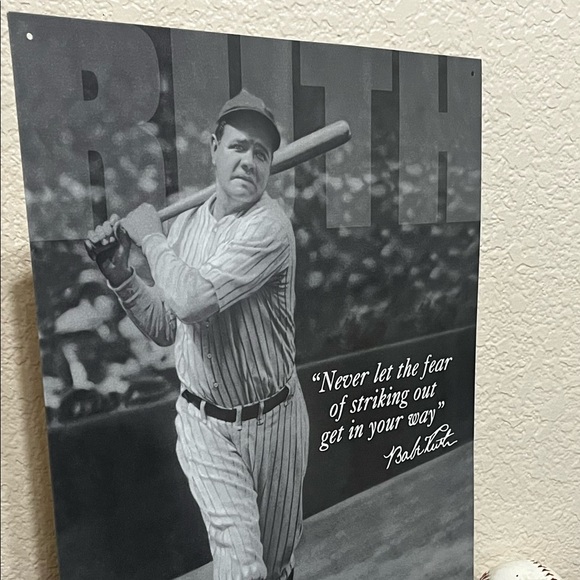 RUTH
“Never let the fear
of striking out
get in your way”
Babe Ruth